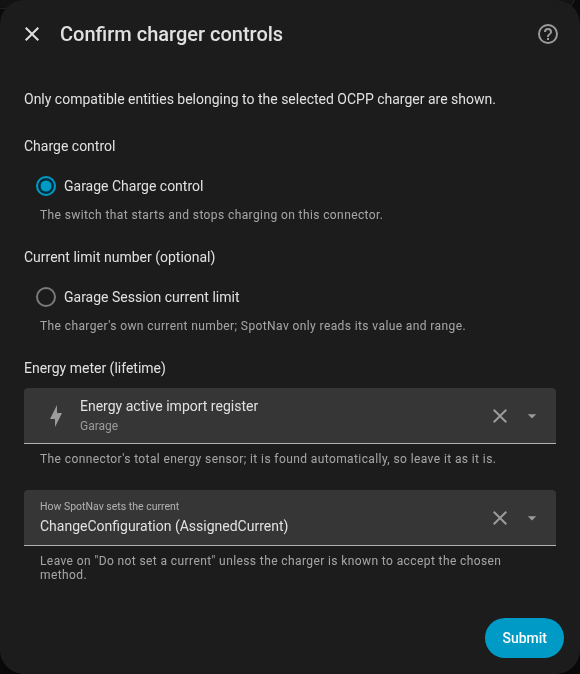 Confirm charger controls
Only compatible entities belonging to the selected OCPP charger are shown.
Charge control
Garage Charge control
The switch that starts and stops charging on this connector.
Current limit number (optional)
Garage Session current limit
The charger's own current number; SpotNav only reads its value and range.
Energy meter (lifetime)
Energy active import register
Garage
The connector's total energy sensor; it is found automatically, so leave it as it is.
How SpotNav sets the current
ChangeConfiguration (AssignedCurrent)
Leave on "Do not set a current" unless the charger is known to accept the chosen
method.
Submit